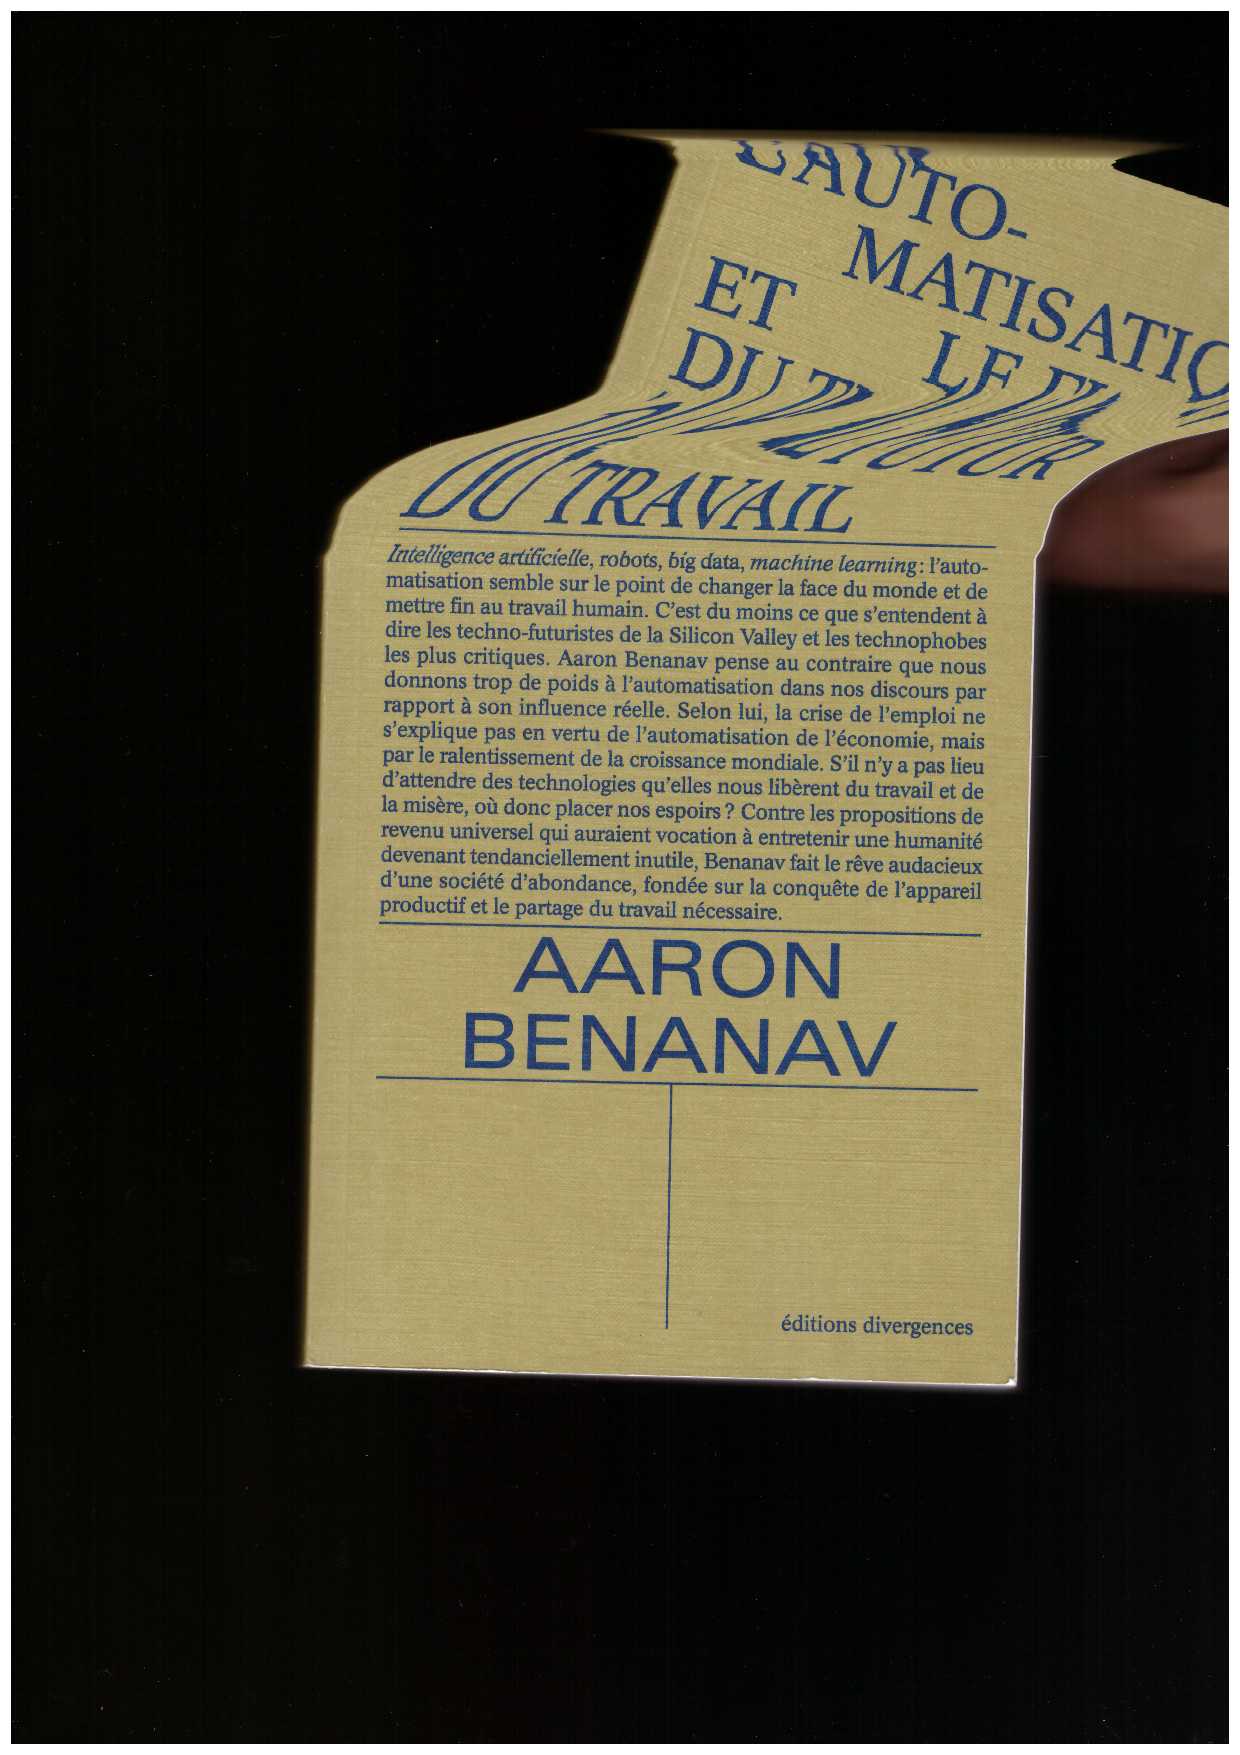 L'AUTO-
MATISATIO
ET LE FU
DU T
DU FUTUR
DU TRAVAIL
Intelligence artificielle, robots, big data, machine learning : l'auto-
matisation semble sur le point de changer la face du monde et de
mettre fin au travail humain. C'est du moins ce que s'entendent à
dire les techno-futuristes de la Silicon Valley et les technophobes
les plus critiques. Aaron Benanav pense au contraire que nous
donnons trop de poids à l'automatisation dans nos discours par
rapport à son influence réelle. Selon lui, la crise de l'emploi ne
s'explique pas en vertu de l'automatisation de l'économie, mais
par le ralentissement de la croissance mondiale. S'il n'y a pas lieu
d'attendre des technologies qu'elles nous libèrent du travail et de
la misère, où donc placer nos espoirs ? Contre les propositions de
revenu universel qui auraient vocation à entretenir une humanité
devenant tendanciellement inutile, Benanav fait le rêve audacieux
d'une société d'abondance, fondée sur la conquête de l'appareil
productif et le partage du travail nécessaire.
AARON
BENANAV
éditions divergences